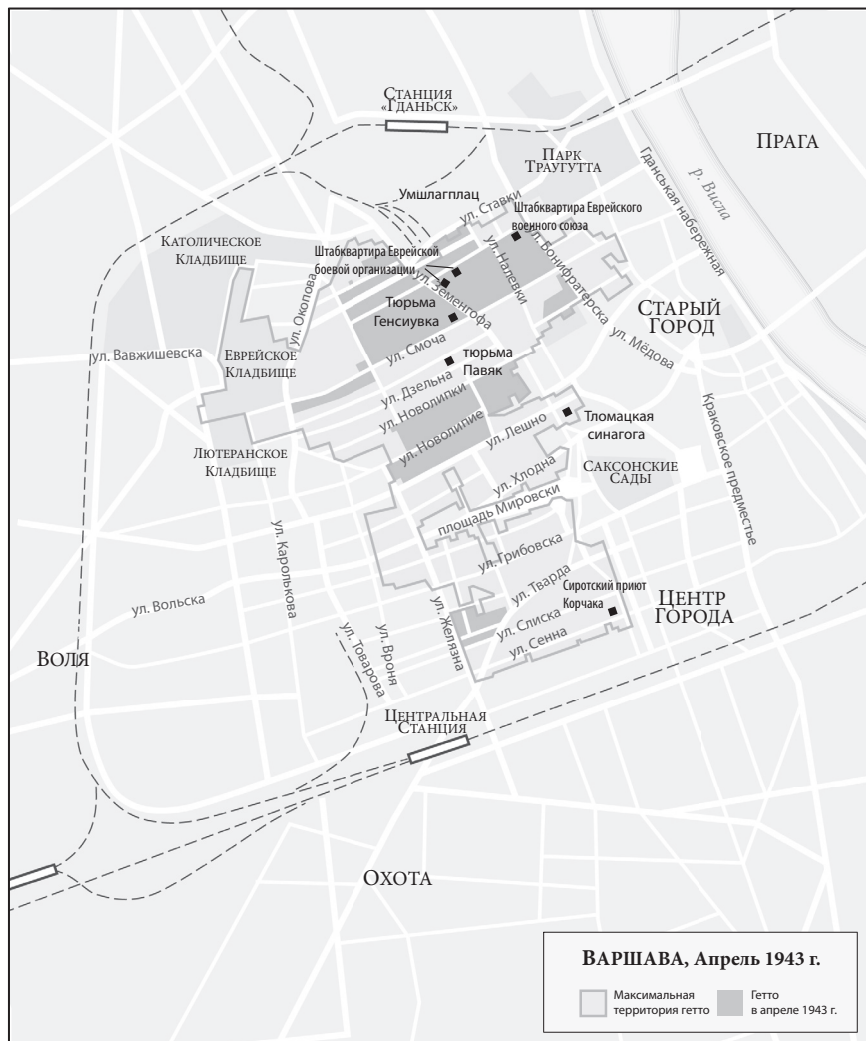 Станция
«Гданьск»
Прага
Парк
Траугутта
Гданьская набережная
р. Висла
Умшлагплац
ул. Ставки
Штабквартира Еврейского
военного союза
Католическое
Кладбище
Штабквартира Еврейской
боевой организации
ул. Налевки
ул. Бонифратерска
ул. Окопова
ул. Земенгофа
Тюрьма
Генсиувка
Старый
Город
ул. Мёдова
ул. Вавжишевска
Еврейское
Кладбище
ул. Смоча
тюрьма
Павяк
ул. Дзельна
ул. Новолипки
ул. Новолипие
ул. Лешно
Тломацкая
синагога
Краковское предместье
Лютеранское
Кладбище
ул. Хлодна
Саксонские
Сады
площадь Мировски
ул. Каролькова
ул. Грибовска
ул. Тварда
Сиротский приют
Корчака
Центр
Города
ул. Вольска
ул. Желязна
ул. Слиска
ул. Сенна
Воля
ул. Товарова
ул. Вроня
Центральная
Станция
Охота
Варшава, Апрель 1943 г.
Максимальная
территория гетто
Гетто
в апреле 1943 г.